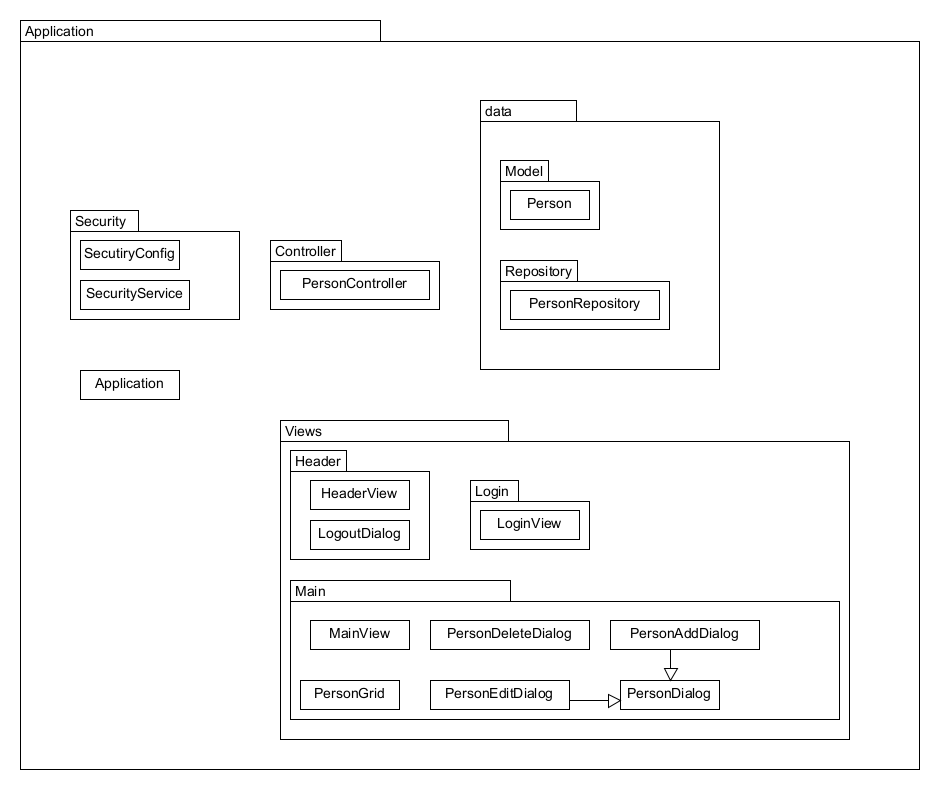 Application
data
Model
Person
Security
SecutiryConfig
SecurityService
Controller
PersonController
Repository
PersonRepository
Application
Views
Header
HeaderView
LogoutDialog
Login
LoginView
Main
MainView
PersonDeleteDialog
PersonAddDialog
PersonGrid
PersonEditDialog
PersonDialog